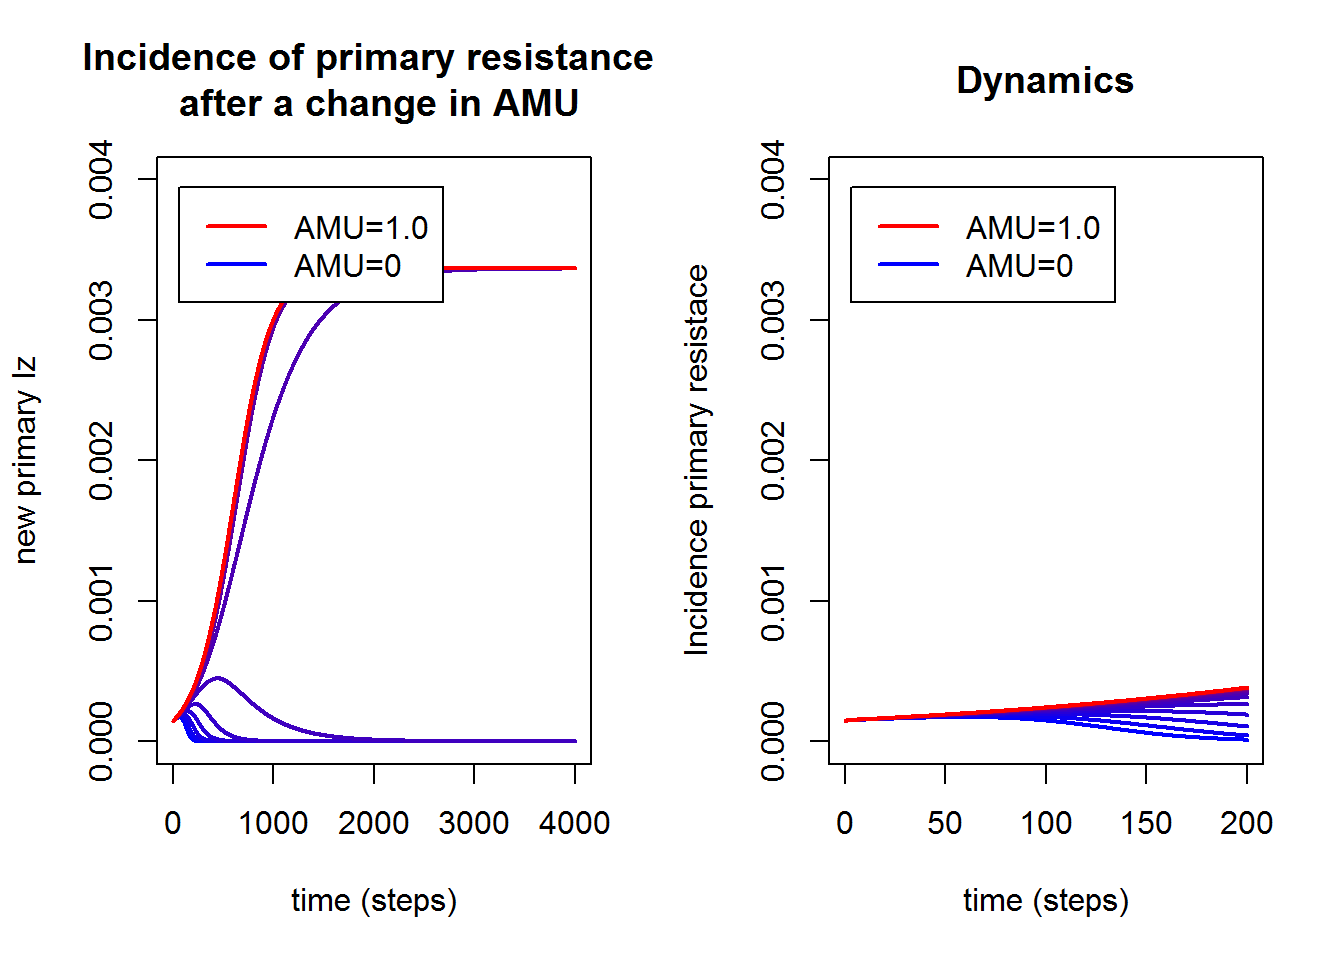 Incidence of primary resistance
after a change in AMU
new primary Iz
0.004
0.003
0.002
0.001
0.000
AMU=1.0
AMU=0
0 1000 2000 3000 4000
time (steps)
Dynamics
Incidence primary resistace
0.004
0.003
0.002
0.001
0.000
AMU=1.0
AMU=0
0 50 100 150 200
time (steps)